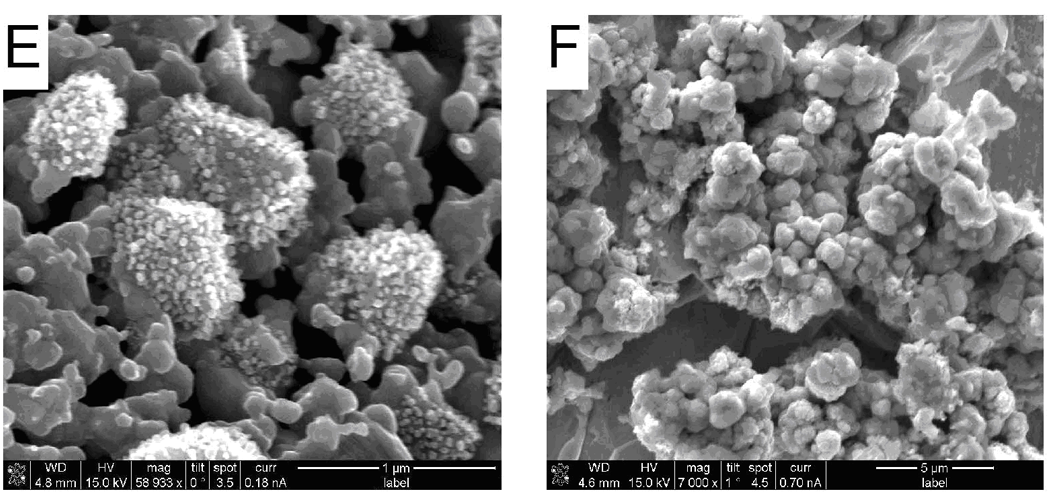 E
F
WD HV mag tilt spot curr 1 µm
4.8 mm 15.0 kV 58 933 x 0 ° 3.5 0.18 nA label
WD HV mag tilt spot curr 5 µm
4.6 mm 15.0 kV 7 000 x 1 ° 4.5 0.70 nA label